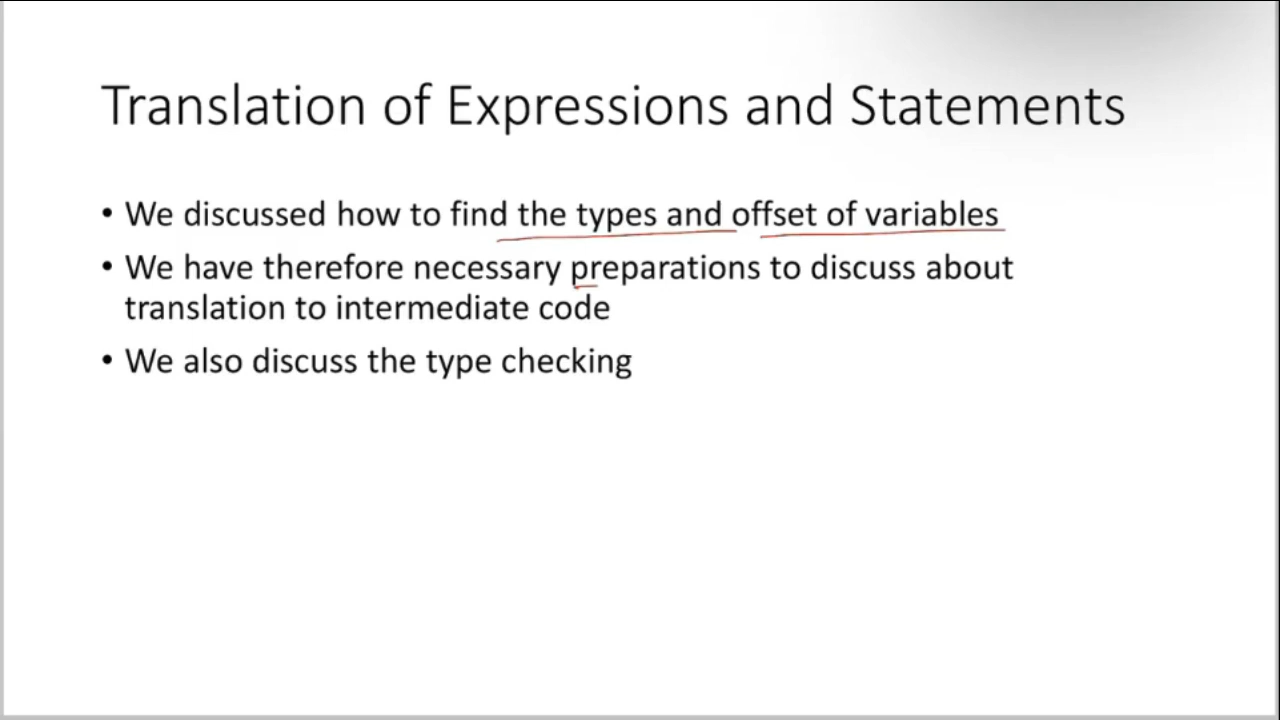 Translation of Expressions and Statements
• We discussed how to find the types and offset of variables
• We have therefore necessary preparations to discuss about
translation to intermediate code
• We also discuss the type checking